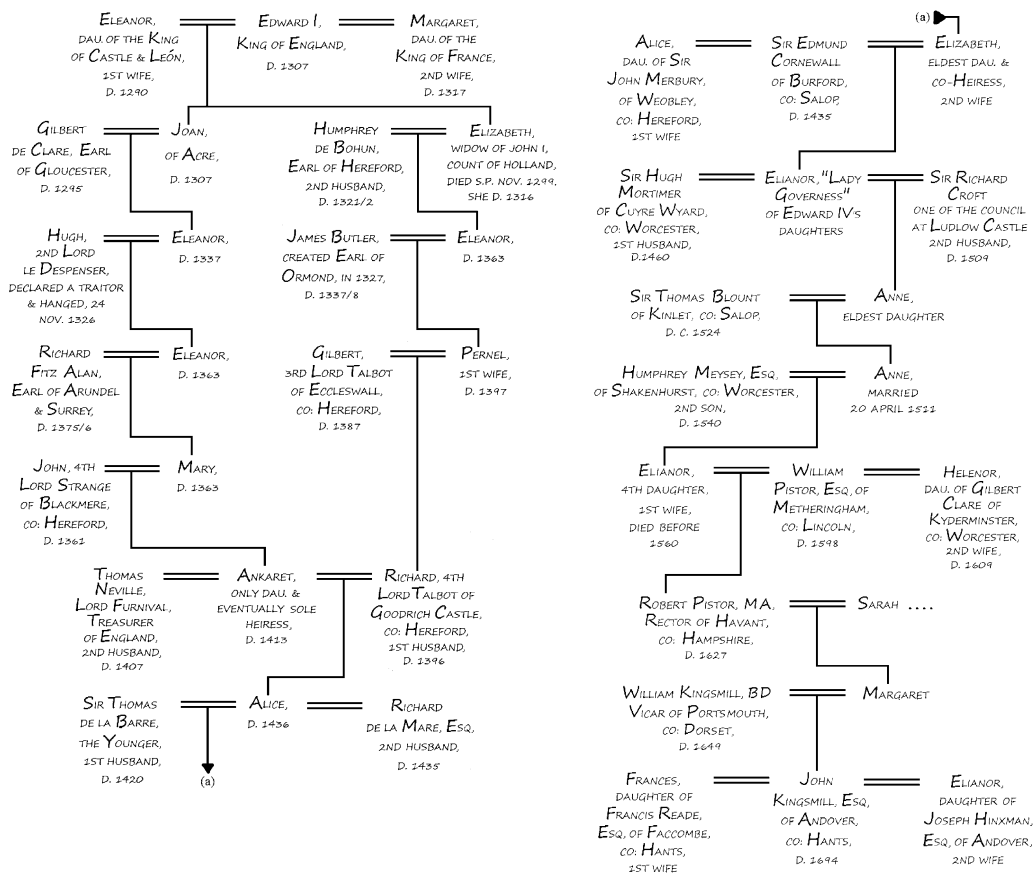 Eleanor,
dau. of the King
of Castle & León,
1st wife,
d. 1290
Edward I,
King of England,
d. 1307
Margaret,
dau. of the
King of France,
2nd wife,
d. 1317
Gilbert
de Clare, Earl
of Gloucester,
d. 1295
Joan,
of Acre,
d. 1307
Humphrey
de Bohun,
Earl of Hereford,
2nd husband,
d. 1321/2
Elizabeth,
widow of John I,
Count of Holland,
died s.p. Nov. 1299.
she d. 1316
Hugh,
2nd Lord
le Despenser,
declared a traitor
& hanged, 24
Nov. 1326
Eleanor,
d. 1337
James Butler,
created Earl of
Ormond, in 1327,
d. 1337/8
Eleanor,
d. 1363
Richard
Fitz Alan,
Earl of Arundel
& Surrey,
d. 1375/6
Eleanor,
d. 1363
Gilbert,
3rd Lord Talbot
of Eccleswall,
co: Hereford,
d. 1387
Pernel,
1st wife,
d. 1397
John, 4th
Lord Strange
of Blackmere,
co: Hereford,
d. 1361
Mary,
d. 1363
Thomas
Neville,
Lord Furnival,
Treasurer
of England,
2nd husband,
d. 1407
Ankaret,
only dau. &
eventually sole
heiress,
d. 1413
Richard, 4th
Lord Talbot of
Goodrich Castle,
co: Hereford,
1st husband,
d. 1396
Sir Thomas
de la Barre,
the Younger,
1st husband,
d. 1420
Alice,
d. 1436
Richard
de la Mare, Esq,
2nd husband,
d. 1435
(a)
(a)
Alice,
dau. of Sir
John Merbury,
of Weobley,
co: Hereford,
1st wife
Sir Edmund
Cornewall
of Burford,
co: Salop,
d. 1435
Elizabeth,
eldest dau. &
co-Heiress,
2nd wife
Sir Hugh
Mortimer
of Cuyre Wyard,
co: Worcester,
1st husband,
d.1460
Elianor, "Lady
Governess"
of Edward IV's
daughters
Sir Richard
Croft
one of the council
at Ludlow Castle
2nd husband,
d. 1509
Sir Thomas Blount
of Kinlet, co: Salop,
d. c. 1524
Anne,
eldest daughter
Humphrey Meysey, Esq,
of Shakenhurst, co: Worcester,
2nd son,
d. 1540
Anne,
married
20 April 1511
Elianor,
4th daughter,
1st wife,
died before
1560
William
Pistor, Esq, of
Metheringham,
co: Lincoln,
d. 1598
Helenor,
dau. of Gilbert
Clare of
Kyderminster,
co: Worcester,
2nd wife,
d. 1609
Robert Pistor, MA,
Rector of Havant,
co: Hampshire,
d. 1627
Sarah ....
William Kingsmill, BD
Vicar of Portsmouth,
co: Dorset,
d. 1649
Margaret
Frances,
daughter of
Francis Reade,
Esq, of Faccombe,
co: Hants,
1st wife
John
Kingsmill, Esq,
of Andover,
co: Hants,
d. 1694
Elianor,
daughter of
Joseph Hinxman,
Esq, of Andover,
2nd wife